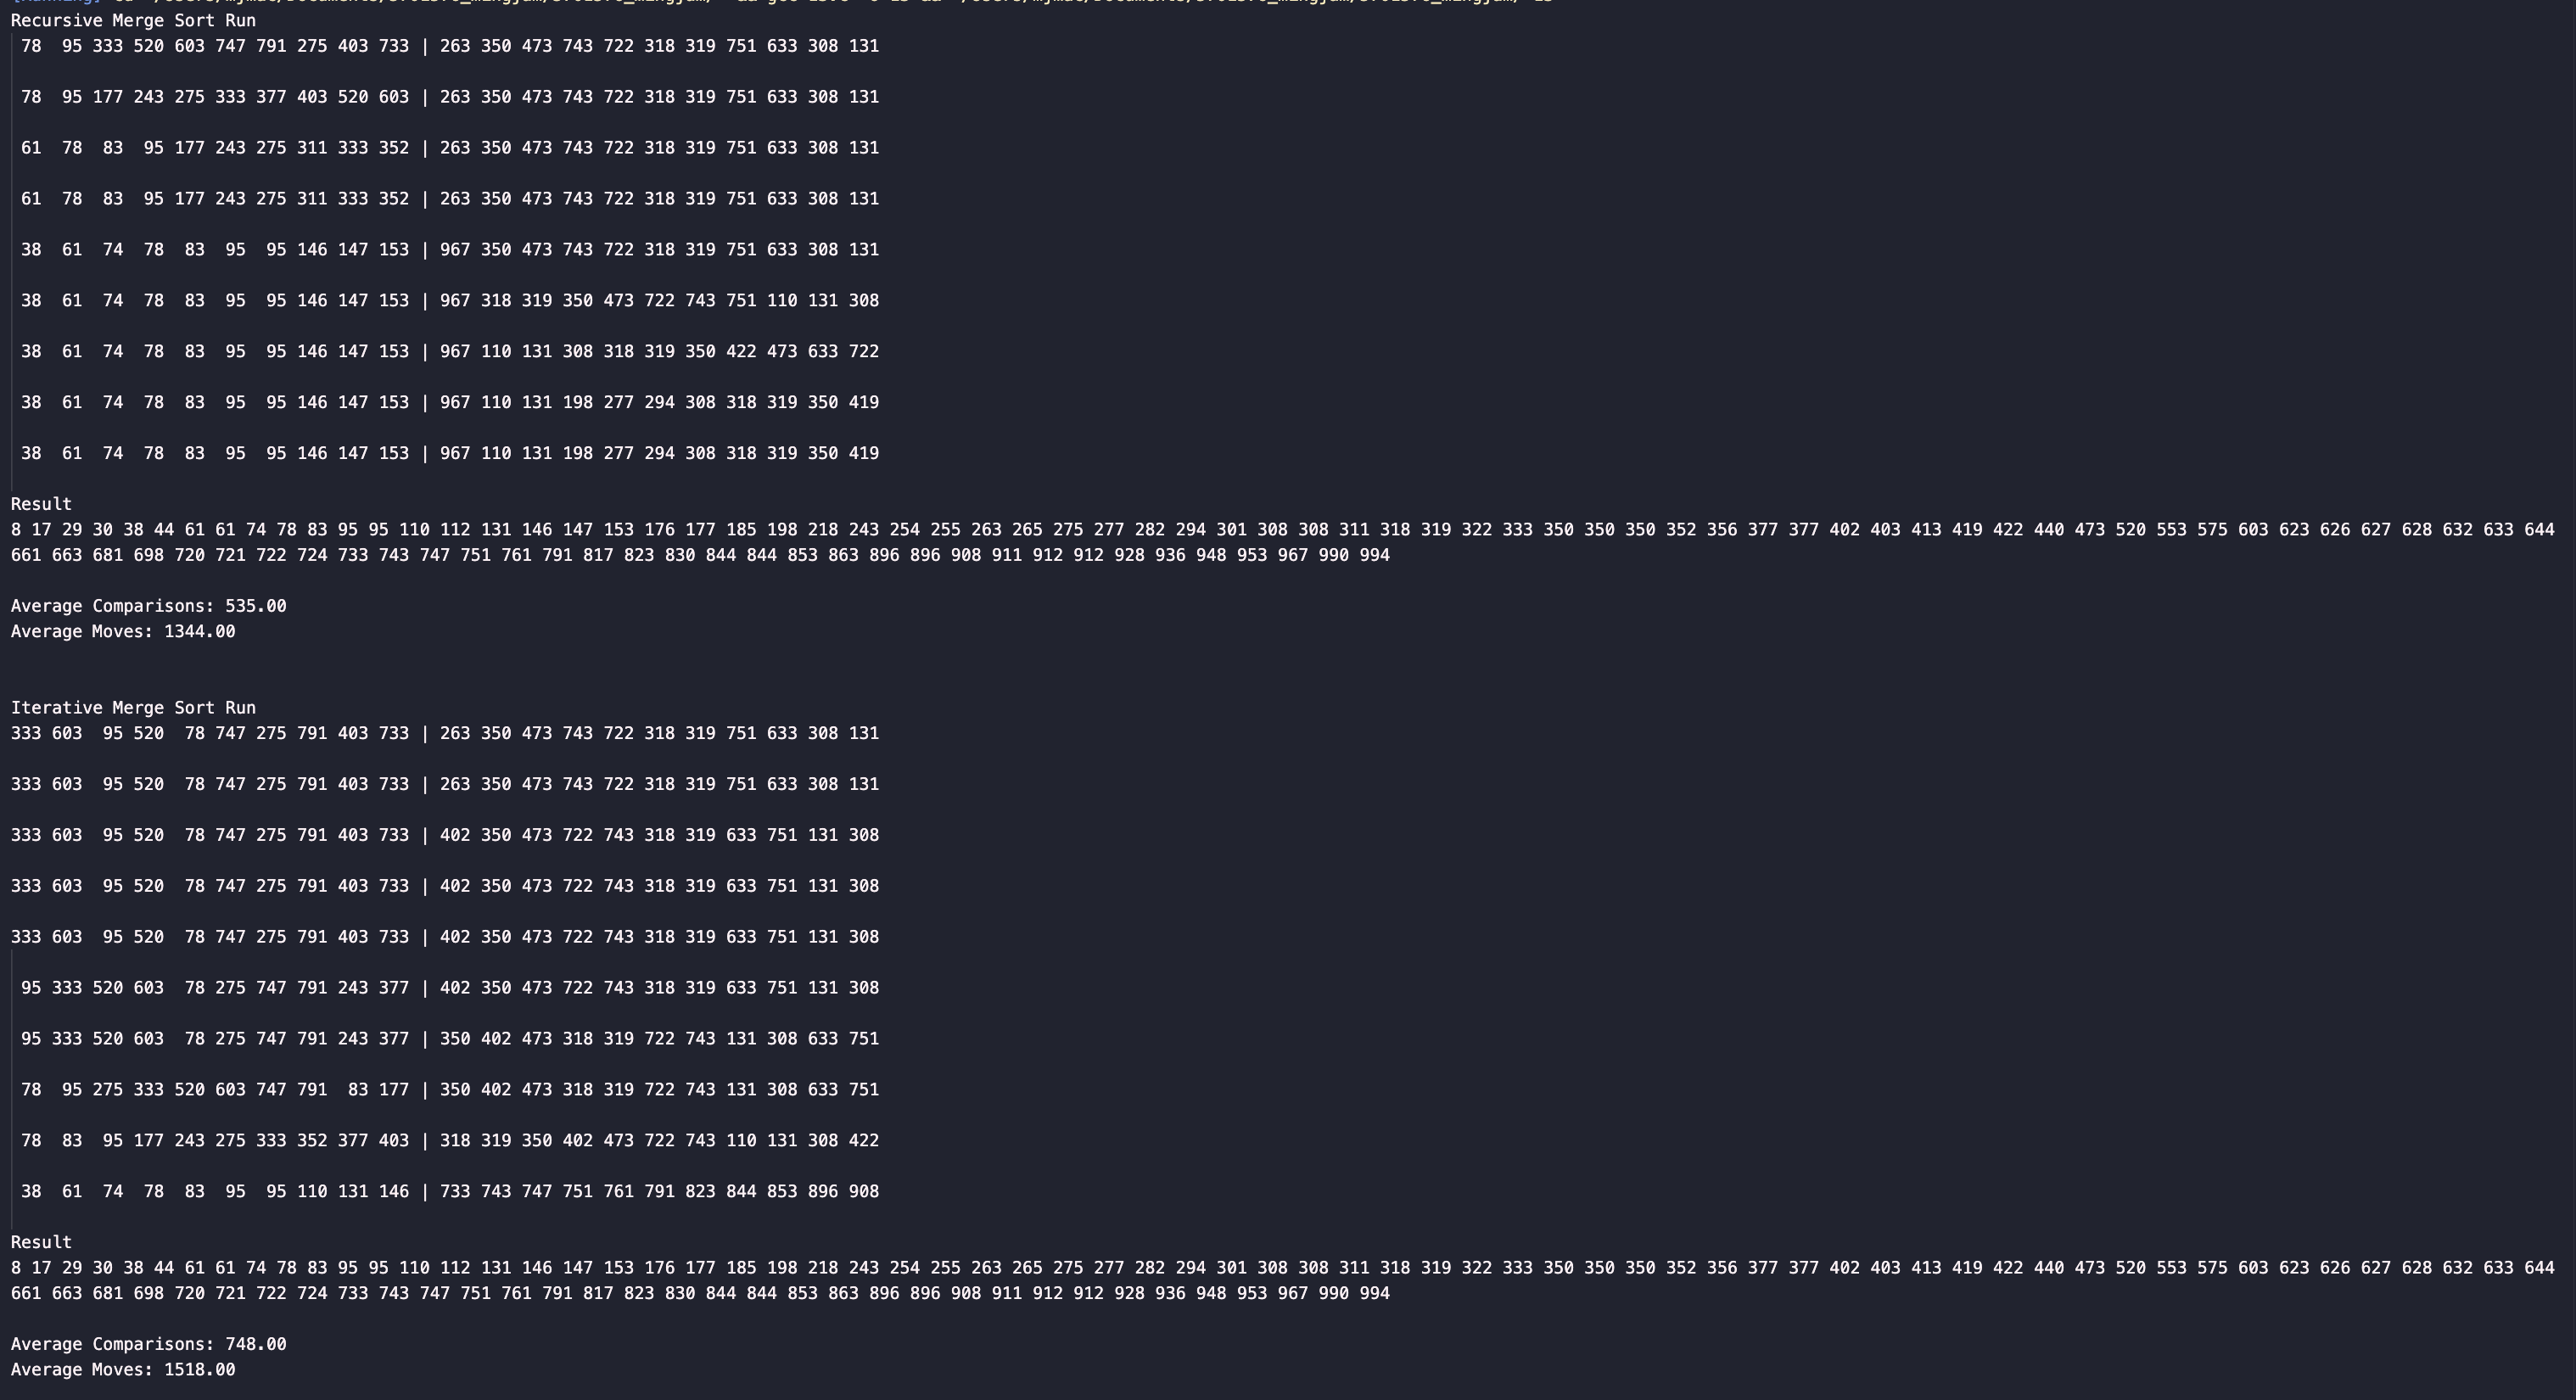 Recursive Merge Sort Run
78 95 333 520 603 747 791 275 403 733 | 263 350 473 743 722 318 319 751 633 308 131
78 95 177 243 275 333 377 403 520 603 | 263 350 473 743 722 318 319 751 633 308 131
61 78 83 95 177 243 275 311 333 352 | 263 350 473 743 722 318 319 751 633 308 131
61 78 83 95 177 243 275 311 333 352 | 263 350 473 743 722 318 319 751 633 308 131
38 61 74 78 83 95 95 146 147 153 | 967 350 473 743 722 318 319 751 633 308 131
38 61 74 78 83 95 95 146 147 153 | 967 318 319 350 473 722 743 751 110 131 308
38 61 74 78 83 95 95 146 147 153 | 967 110 131 308 318 319 350 422 473 633 722
38 61 74 78 83 95 95 146 147 153 | 967 110 131 198 277 294 308 318 319 350 419
38 61 74 78 83 95 95 146 147 153 | 967 110 131 198 277 294 308 318 319 350 419
Result
8 17 29 30 38 44 61 61 74 78 83 95 95 110 112 131 146 147 153 176 177 185 198 218 243 254 255 263 265 275 277 282 294 301 308 308 311 318 319 322 333 350 350 350 352 356 377 377 402 403 413 419 422 440 473 520 553 575 603 623 626 627 628 632 633 644
661 663 681 698 720 721 722 724 733 743 747 751 761 791 817 823 830 844 844 853 863 896 896 908 911 912 912 928 936 948 953 967 990 994
Average Comparisons: 535.00
Average Moves: 1344.00
Iterative Merge Sort Run
333 603 95 520 78 747 275 791 403 733 | 263 350 473 743 722 318 319 751 633 308 131
333 603 95 520 78 747 275 791 403 733 | 263 350 473 743 722 318 319 751 633 308 131
333 603 95 520 78 747 275 791 403 733 | 402 350 473 722 743 318 319 633 751 131 308
333 603 95 520 78 747 275 791 403 733 | 402 350 473 722 743 318 319 633 751 131 308
333 603 95 520 78 747 275 791 403 733 | 402 350 473 722 743 318 319 633 751 131 308
95 333 520 603 78 275 747 791 243 377 | 402 350 473 722 743 318 319 633 751 131 308
95 333 520 603 78 275 747 791 243 377 | 350 402 473 318 319 722 743 131 308 633 751
78 95 275 333 520 603 747 791 83 177 | 350 402 473 318 319 722 743 131 308 633 751
78 83 95 177 243 275 333 352 377 403 | 318 319 350 402 473 722 743 110 131 308 422
38 61 74 78 83 95 95 110 131 146 | 733 743 747 751 761 791 823 844 853 896 908
Result
8 17 29 30 38 44 61 61 74 78 83 95 95 110 112 131 146 147 153 176 177 185 198 218 243 254 255 263 265 275 277 282 294 301 308 308 311 318 319 322 333 350 350 350 352 356 377 377 402 403 413 419 422 440 473 520 553 575 603 623 626 627 628 632 633 644
661 663 681 698 720 721 722 724 733 743 747 751 761 791 817 823 830 844 844 853 863 896 896 908 911 912 912 928 936 948 953 967 990 994
Average Comparisons: 748.00
Average Moves: 1518.00